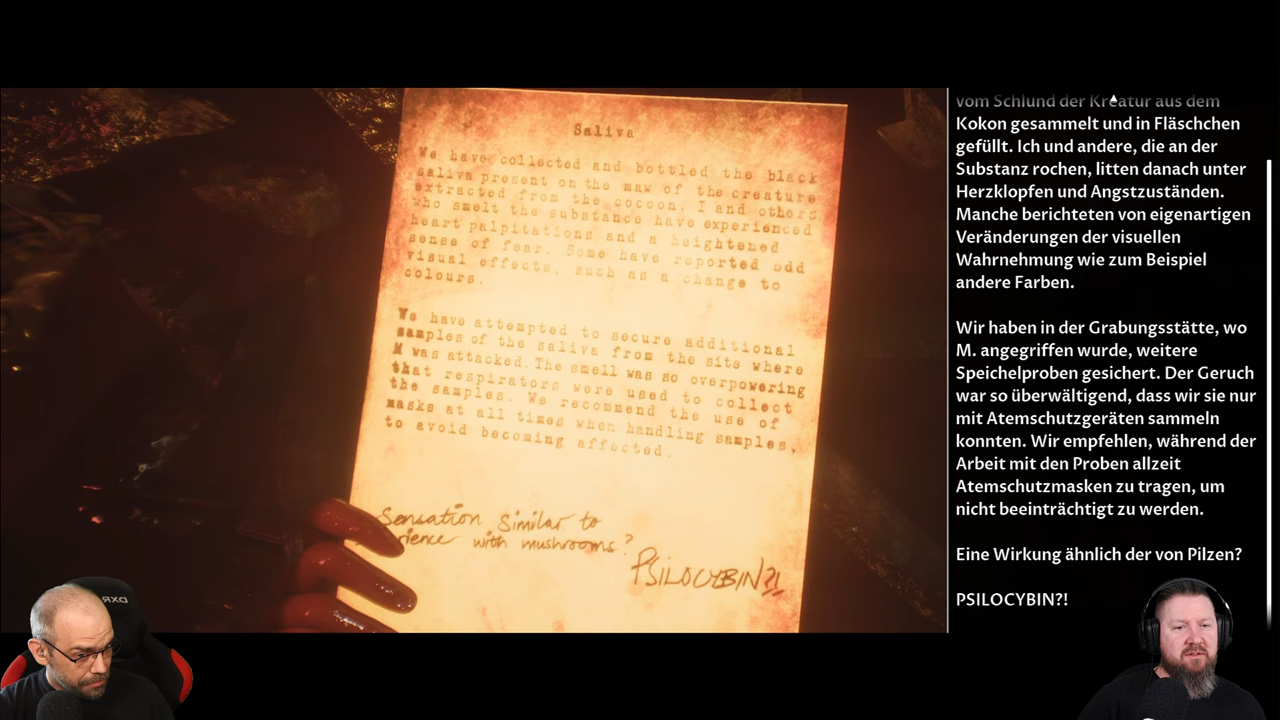 Saliva
We have collected and bottled the black
saliva present on the maw of the creature
extracted from the cocoon. I and others
who smelt the substance have experienced
heart palpitations and a heightened
sense of fear. Some have reported odd
visual effects, such as a change to
colours.
We have attempted to secure additional
samples of the saliva from the site where
M was attacked. The smell was so overpowering
that respirators were used to collect
the samples. We recommend the use of
masks at all times when handling samples,
to avoid becoming affected.
Sensation similar to
rience with mushrooms?
PSILOCYBIN?!
vom Schlund der Kreatur aus dem
Kokon gesammelt und in Fläschchen
gefüllt. Ich und andere, die an der
Substanz rochen, litten danach unter
Herzklopfen und Angstzuständen.
Manche berichteten von eigenartigen
Veränderungen der visuellen
Wahrnehmung wie zum Beispiel
andere Farben.
Wir haben in der Grabungsstätte, wo
M. angegriffen wurde, weitere
Speichelproben gesichert. Der Geruch
war so überwältigend, dass wir sie nur
mit Atemschutzgeräten sammeln
konnten. Wir empfehlen, während der
Arbeit mit den Proben allzeit
Atemschutzmasken zu tragen, um
nicht beeinträchtigt zu werden.
Eine Wirkung ähnlich der von Pilzen?
PSILOCYBIN?!
DXR